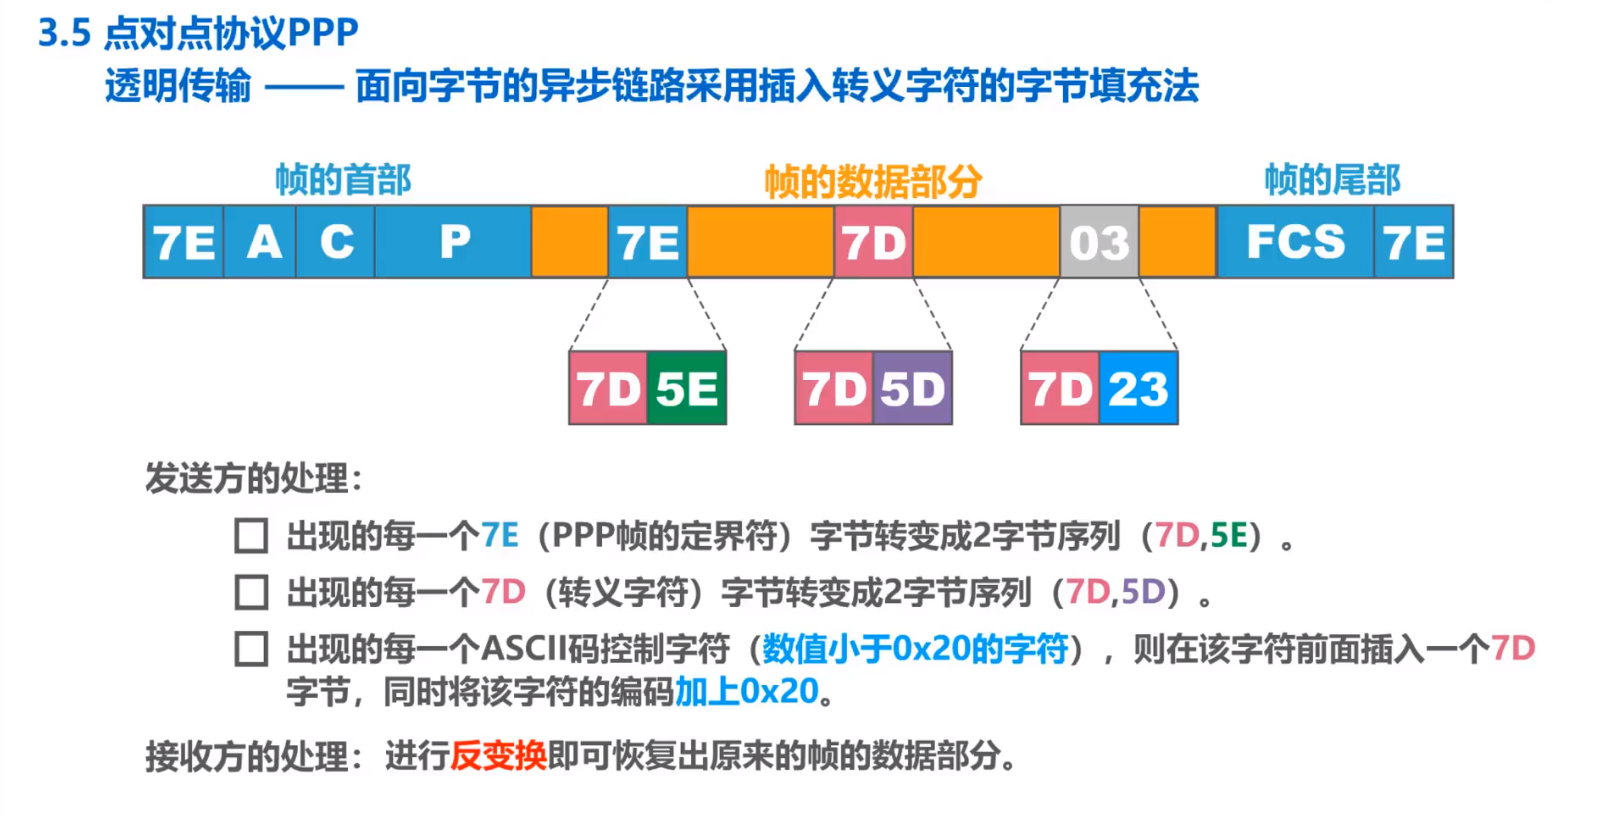 3.5 点对点协议PPP
透明传输 —— 面向字节的异步链路采用插入转义字符的字节填充法
帧的首部 帧的数据部分 帧的尾部
7E A C P 7E 7D 03 FCS 7E
7D 5E 7D 5D 7D 23
发送方的处理：
出现的每一个7E（PPP帧的定界符）字节转变成2字节序列（7D,5E）。
出现的每一个7D（转义字符）字节转变成2字节序列（7D,5D）。
出现的每一个ASCII码控制字符（数值小于0x20的字符），则在该字符前面插入一个7D
字节，同时将该字符的编码加上0x20。
接收方的处理：进行反变换即可恢复出原来的帧的数据部分。